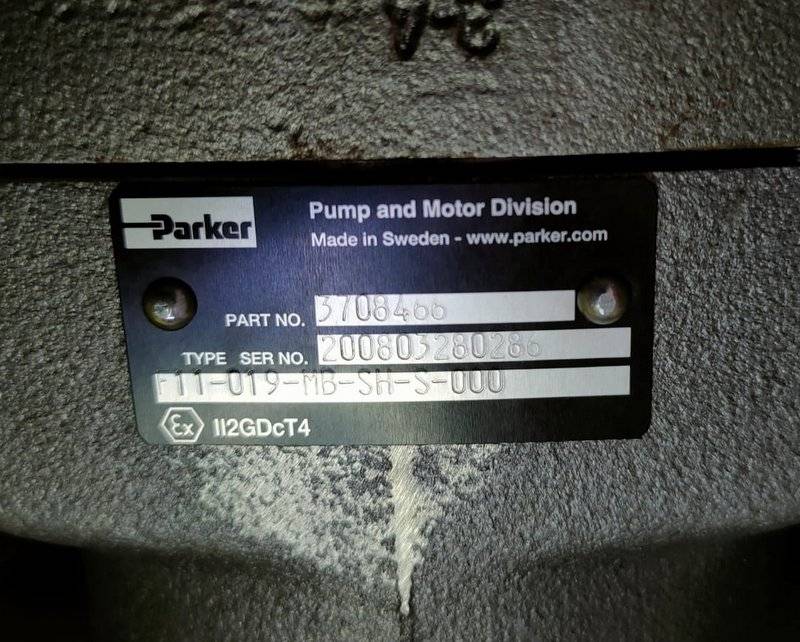 Parker
Pump and Motor Division
Made in Sweden - www.parker.com
PART NO. 3708466
TYPE SER NO. 200803280286
F11-019-MB-SH-S-000
Ex II2GDcT4